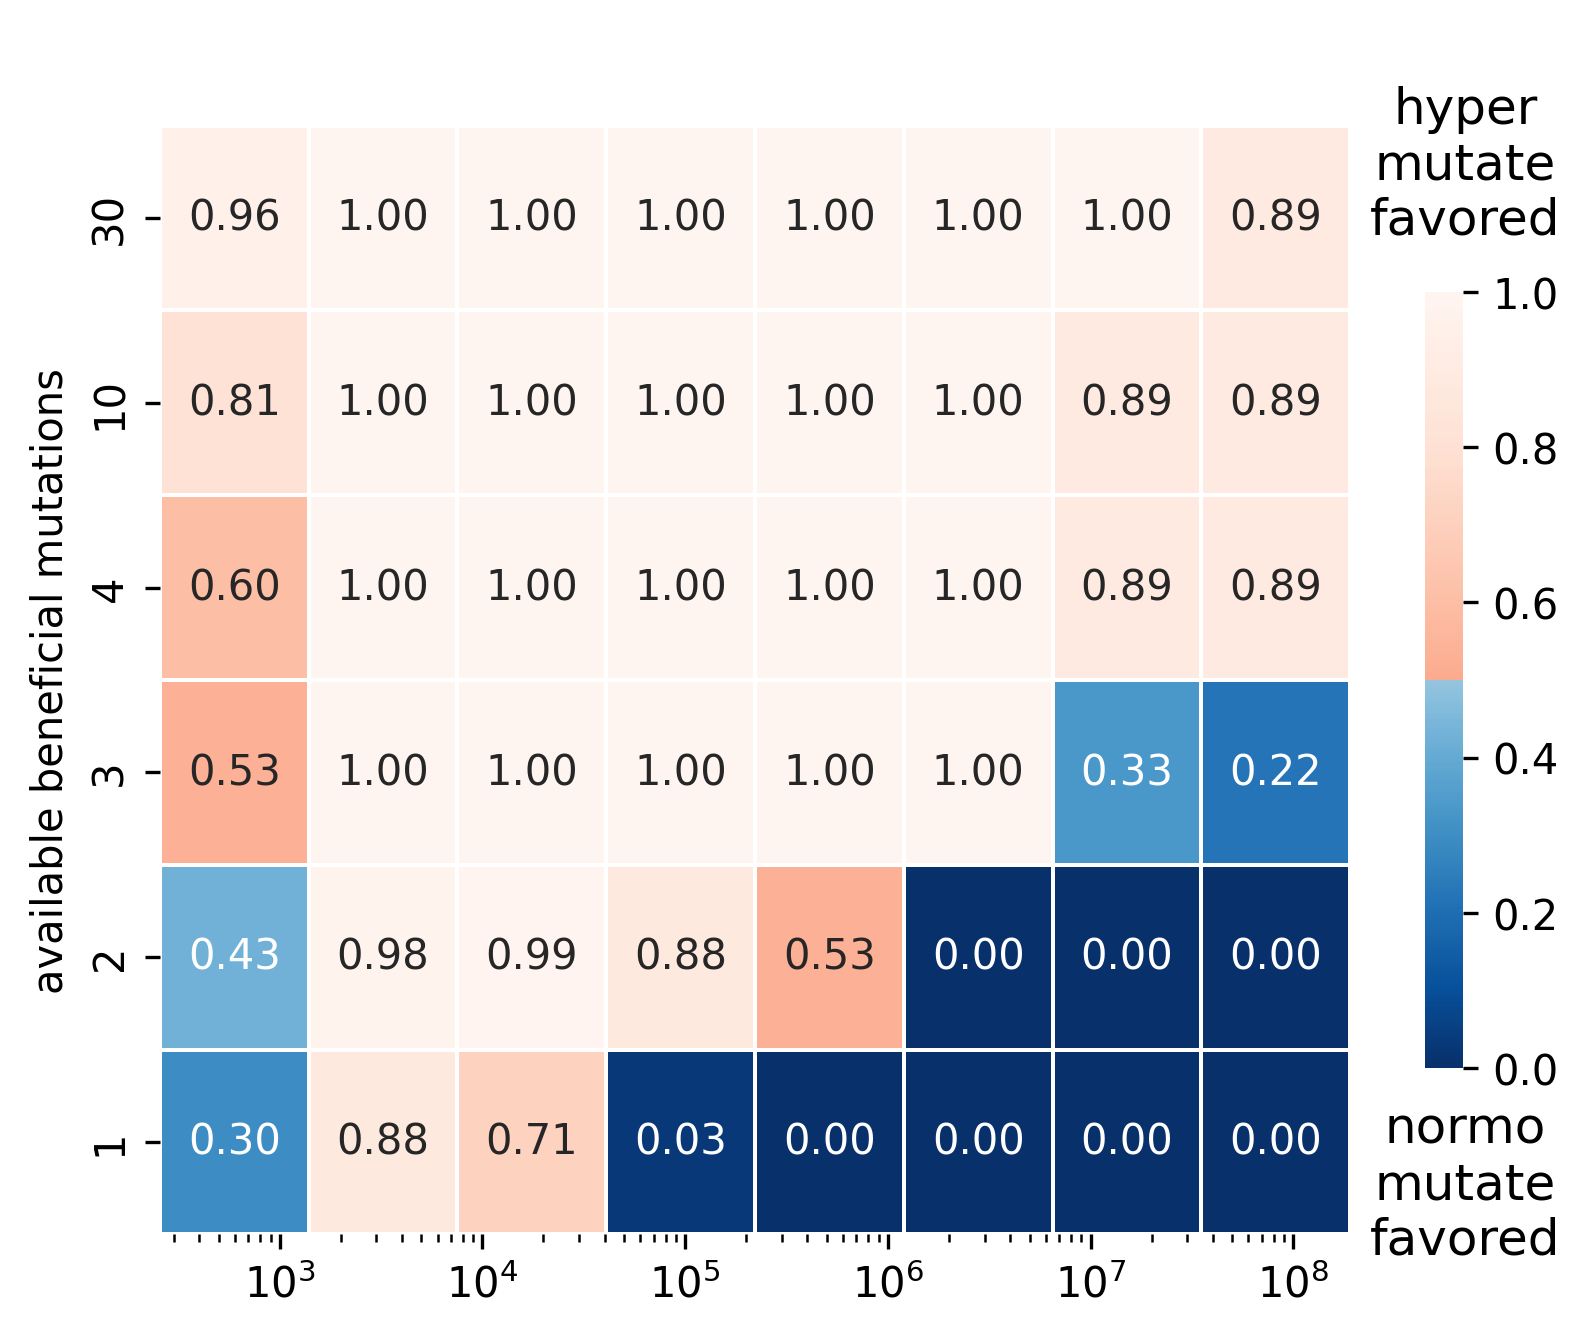 hyper
mutate
favored
30 0.96 1.00 1.00 1.00 1.00 1.00 1.00 0.89
10 0.81 1.00 1.00 1.00 1.00 1.00 0.89 0.89
4 0.60 1.00 1.00 1.00 1.00 1.00 0.89 0.89
3 0.53 1.00 1.00 1.00 1.00 1.00 0.33 0.22
2 0.43 0.98 0.99 0.88 0.53 0.00 0.00 0.00
1 0.30 0.88 0.71 0.03 0.00 0.00 0.00 0.00
available beneficial mutations
10³ 10⁴ 10⁵ 10⁶ 10⁷ 10⁸
1.0
0.8
0.6
0.4
0.2
0.0
normo
mutate
favored